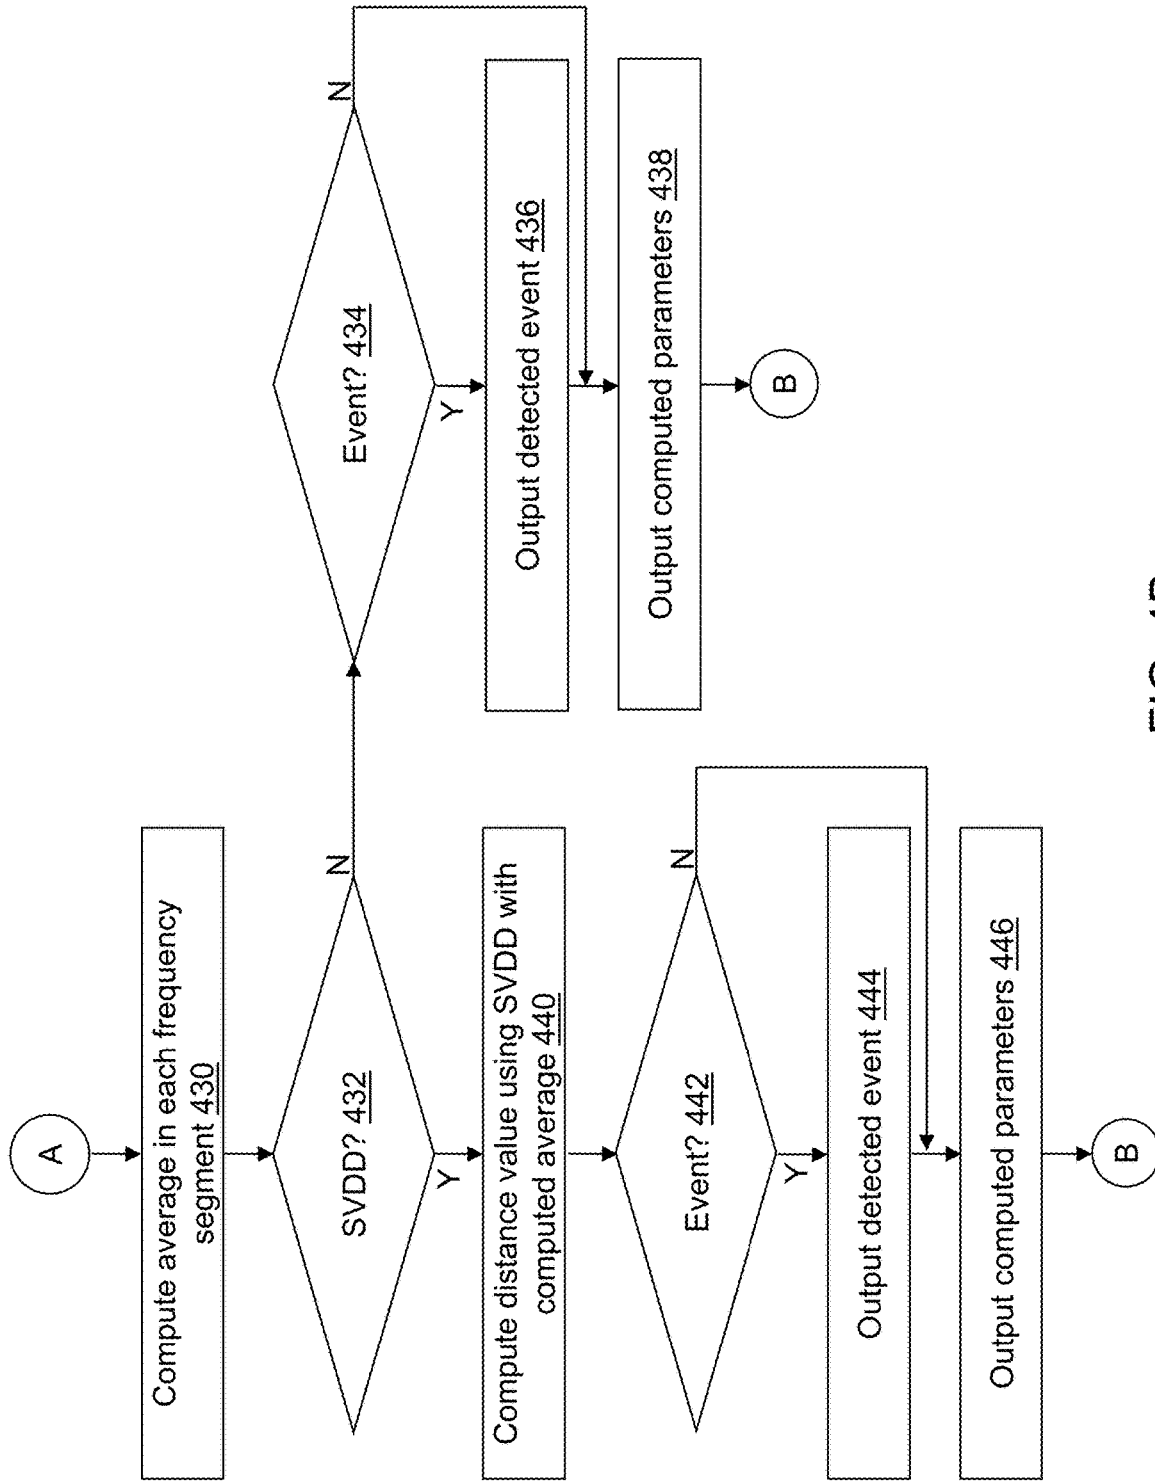 A
Compute average in each frequency
segment 430
SVDD? 432
N
Y
Compute distance value using SVDD with
computed average 440
Event? 442
N
Y
Output detected event 444
Output computed parameters 446
B
Event? 434
N
Y
Output detected event 436
Output computed parameters 438
B